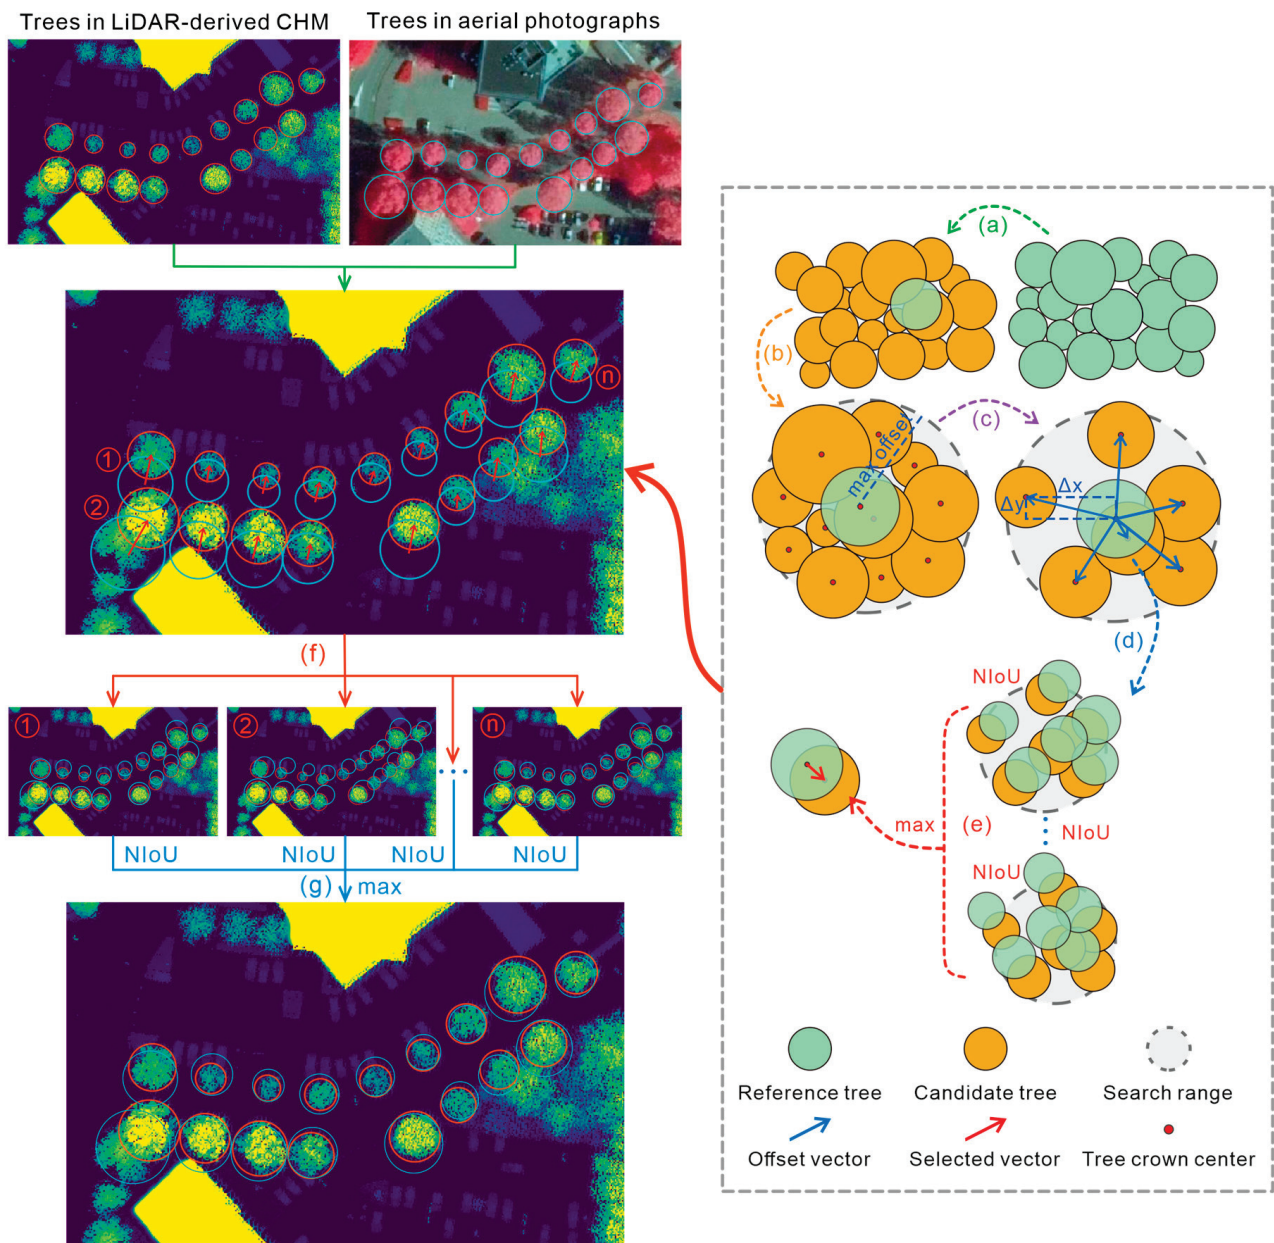 Trees in LiDAR-derived CHM
Trees in aerial photographs
(a)
(b)
(c)
max offset
Δx
Δy
(d)
1
2
n
(f)
1
2
n
NIoU
NIoU
NIoU
NIoU
(g)
max
NIoU
max
(e)
NIoU
NIoU
Reference tree
Candidate tree
Search range
Offset vector
Selected vector
Tree crown center